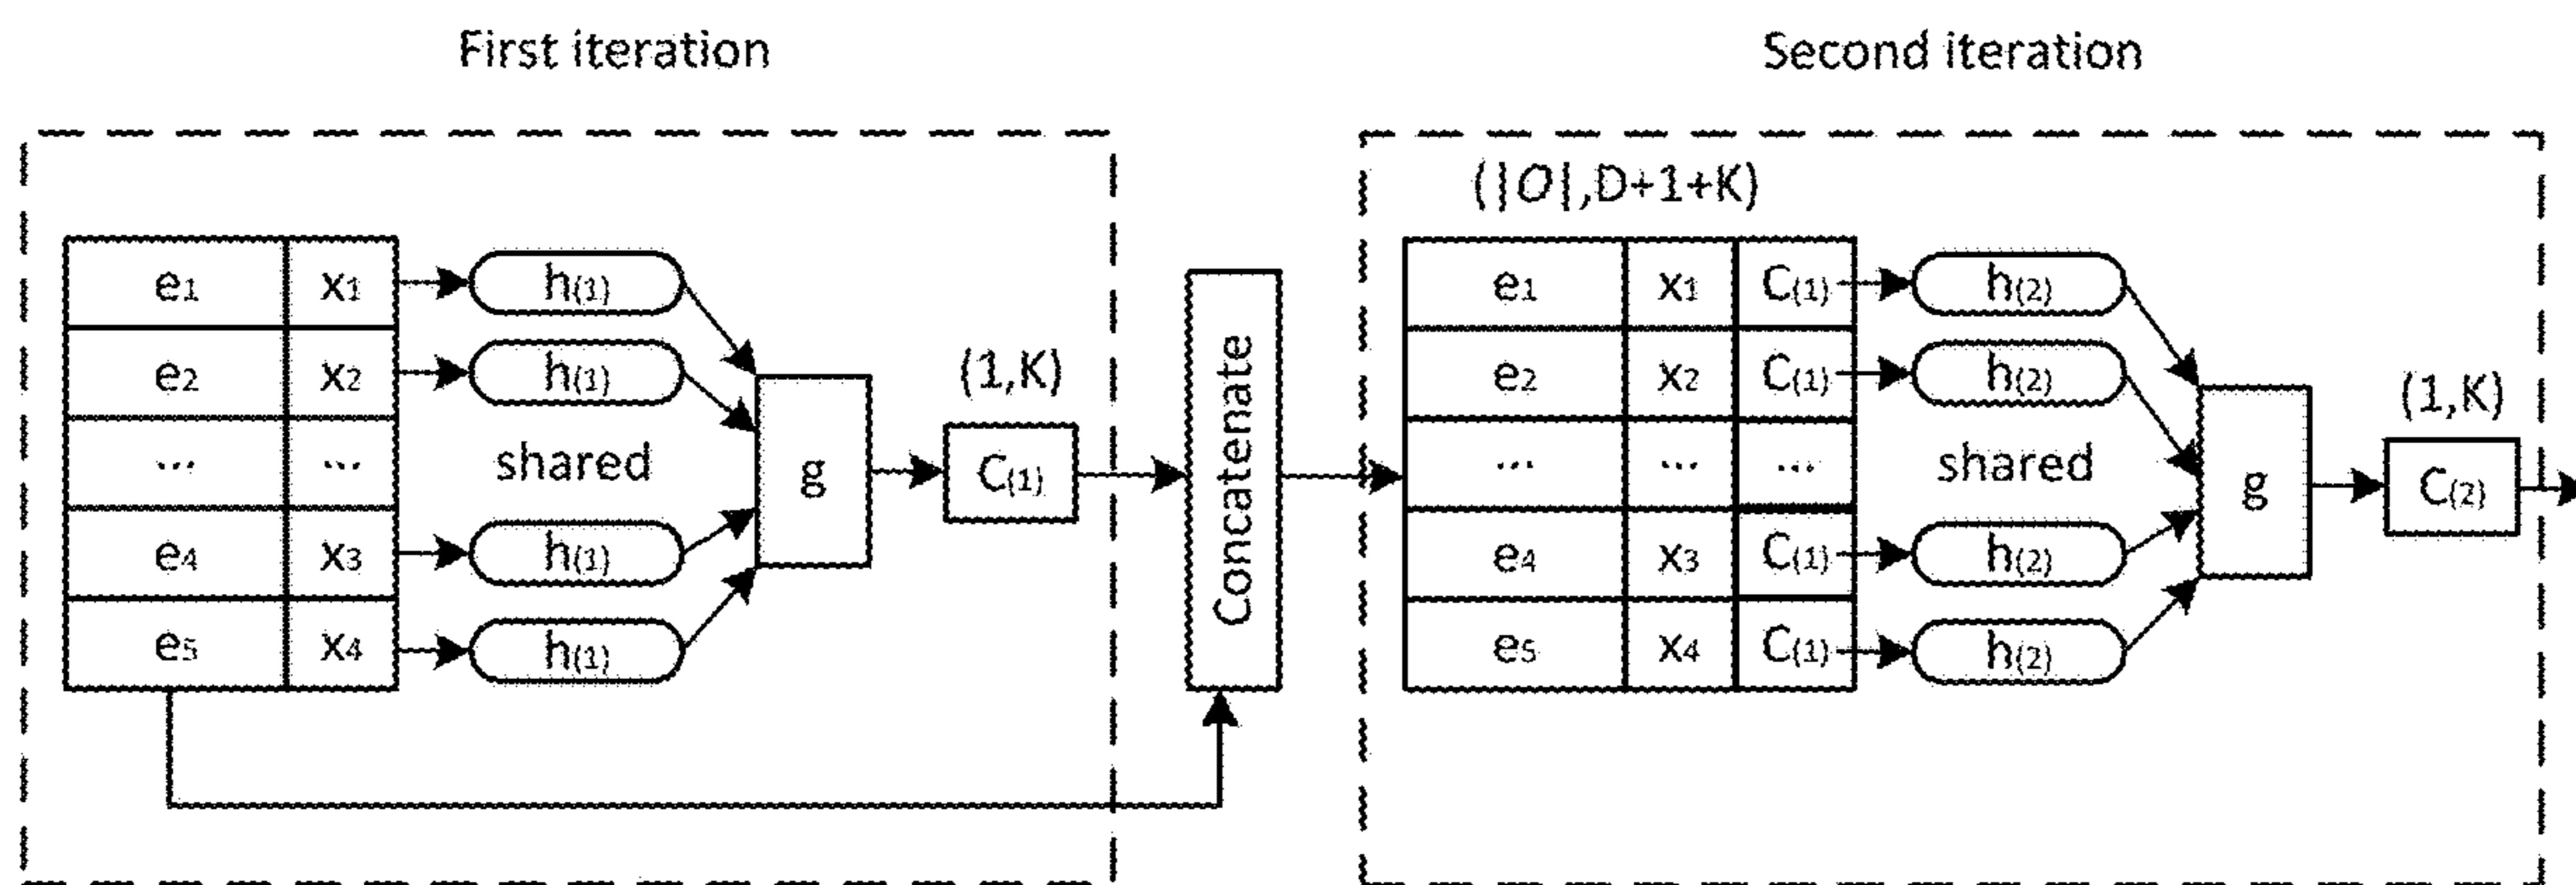 First iteration
e1 x1 h(1)
e2 x2 h(1)
... ... shared
e4 x3 h(1)
e5 x4 h(1)
g
(1,K)
C(1)
Concatenate
Second iteration
(|O|,D+1+K)
e1 x1 C(1) h(2)
e2 x2 C(1) h(2)
... ... ... shared
e4 x3 C(1) h(2)
e5 x4 C(1) h(2)
g
(1,K)
C(2)